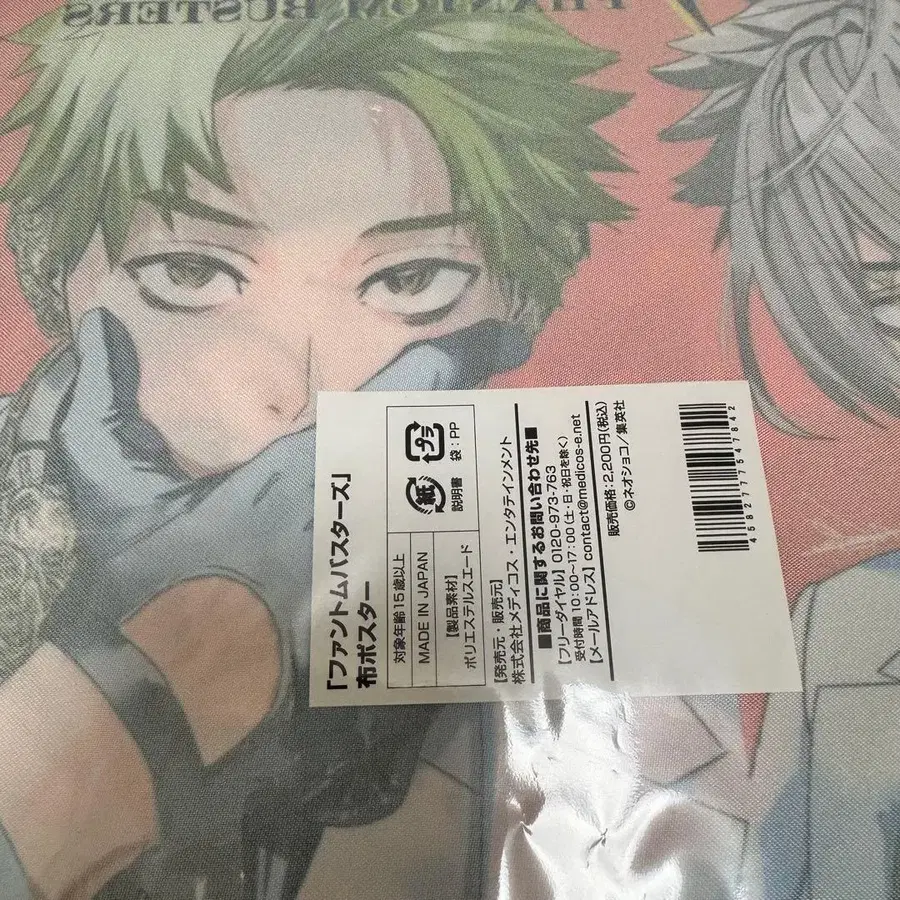 PHANTOM BUSTERS
「ファントムバスターズ」
布ポスター
対象年齢15歳以上
MADE IN JAPAN
【製品素材】
ポリエステルスエード
紙
説明書
プラ
袋:PP
【発売元・販売元】
株式会社メディコス・エンタテインメント
■商品に関するお問い合わせ先■
【フリーダイヤル】0120-973-763
受付時間 10:00〜17:00(土・日・祝日を除く)
【メールアドレス】contact@medicos-e.net
販売価格:2,200円(税込)
©ネオショコ/集英社
4582777547842